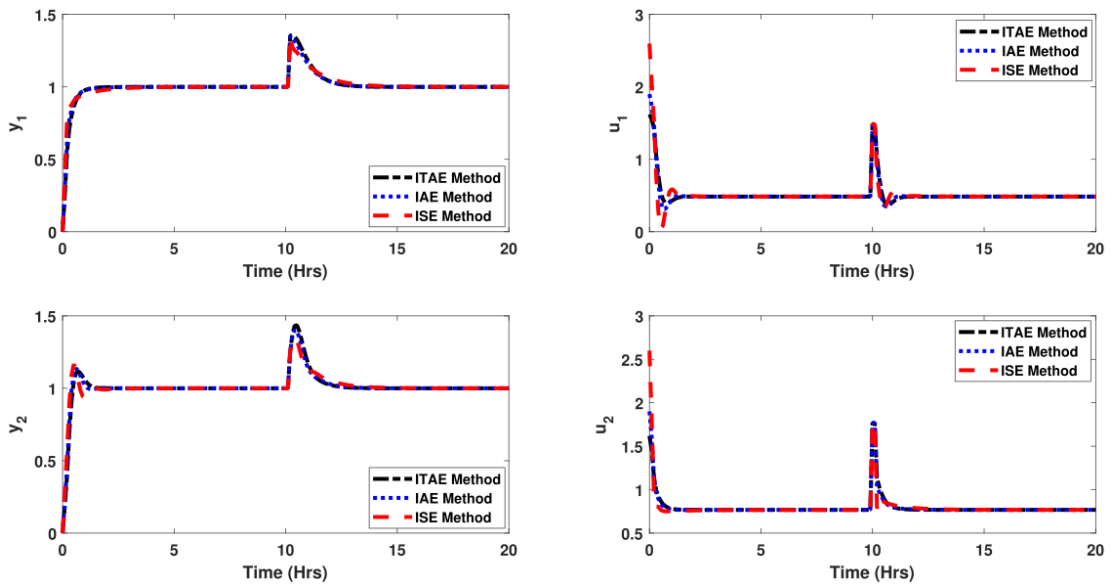 1.5
1
0.5
0
y1
ITAE Method
IAE Method
ISE Method
0 5 10 15 20
Time (Hrs)
3
2
1
0
u1
ITAE Method
IAE Method
ISE Method
0 5 10 15 20
Time (Hrs)
1.5
1
0.5
0
y2
ITAE Method
IAE Method
ISE Method
0 5 10 15 20
Time (Hrs)
3
2.5
2
1.5
1
0.5
u2
ITAE Method
IAE Method
ISE Method
0 5 10 15 20
Time (Hrs)